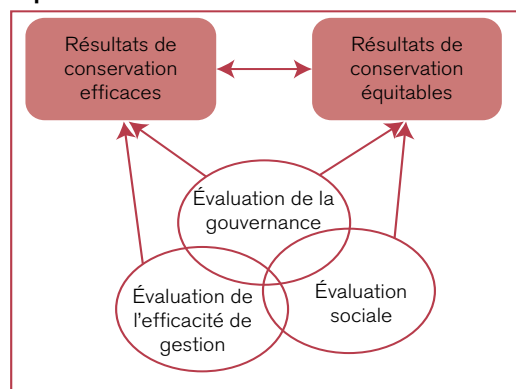 Résultats de
conservation
efficaces
Résultats de
conservation
équitables
Évaluation de la
gouvernance
Évaluation de
l'efficacité de
gestion
Évaluation
sociale